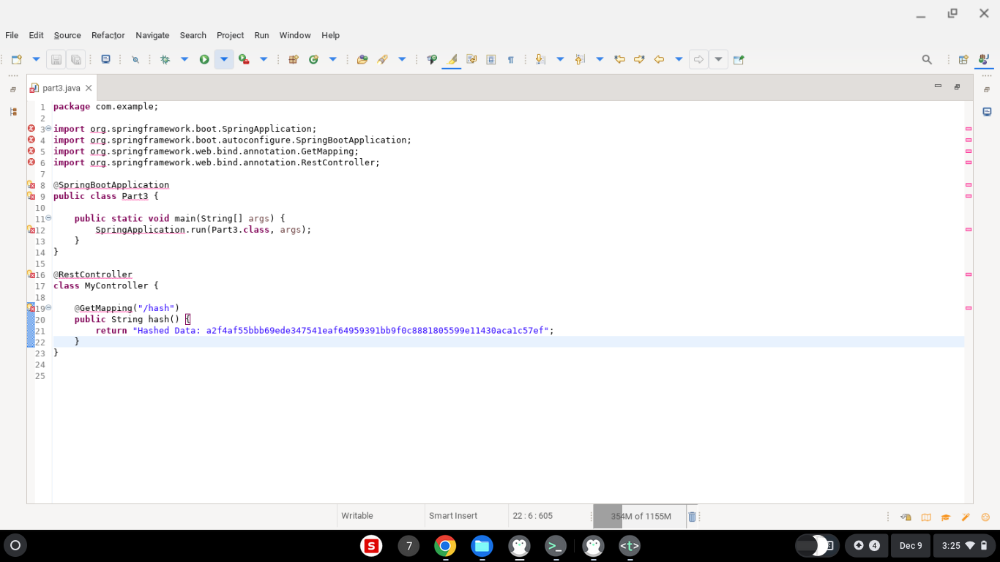 File Edit Source Refactor Navigate Search Project Run Window Help
part3.java
1 package com.example;
2
3 import org.springframework.boot.SpringApplication;
4 import org.springframework.boot.autoconfigure.SpringBootApplication;
5 import org.springframework.web.bind.annotation.GetMapping;
6 import org.springframework.web.bind.annotation.RestController;
7
8 @SpringBootApplication
9 public class Part3 {
10
11     public static void main(String[] args) {
12         SpringApplication.run(Part3.class, args);
13     }
14 }
15
16 @RestController
17 class MyController {
18
19     @GetMapping("/hash")
20     public String hash() {
21         return "Hashed Data: a2f4af55bbb69ede347541eaf64959391bb9f0c8881805599e11430aca1c57ef";
22     }
23 }
24
25
Writable Smart Insert 22 : 6 : 605 354M of 1155M
S 7 >_ <t> 4 Dec 9 3:25